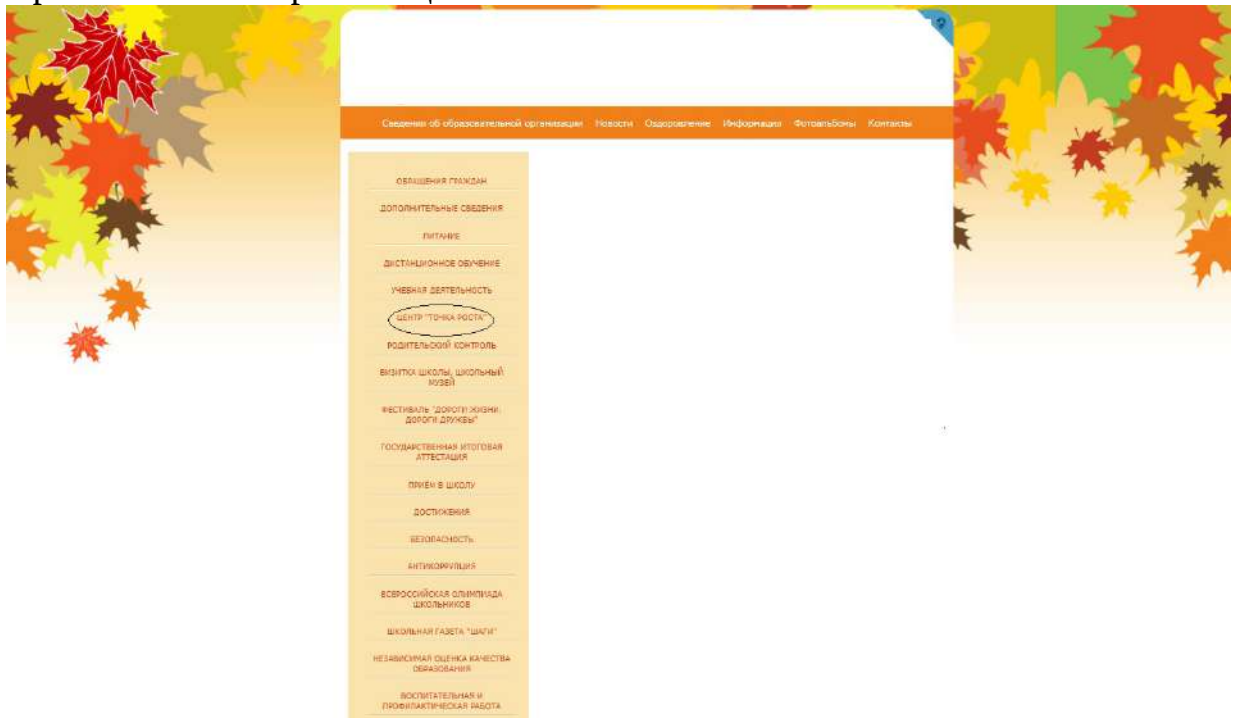 Сведения об образовательной организации Новости Оздоровление Информация Фотоальбомы Контакты
ОБРАЩЕНИЯ ГРАЖДАН
ДОПОЛНИТЕЛЬНЫЕ СВЕДЕНИЯ
ПИТАНИЕ
ДИСТАНЦИОННОЕ ОБУЧЕНИЕ
УЧЕБНАЯ ДЕЯТЕЛЬНОСТЬ
ЦЕНТР "ТОЧКА РОСТА"
РОДИТЕЛЬСКИЙ КОНТРОЛЬ
ВИЗИТКА ШКОЛЫ, ШКОЛЬНЫЙ
МУЗЕЙ
ФЕСТИВАЛЬ "ДОРОГИ ЖИЗНИ.
ДОРОГИ ДРУЖБЫ"
ГОСУДАРСТВЕННАЯ ИТОГОВАЯ
АТТЕСТАЦИЯ
ПРИЁМ В ШКОЛУ
ДОСТИЖЕНИЯ
БЕЗОПАСНОСТЬ
АНТИКОРРУПЦИЯ
ВСЕРОССИЙСКАЯ ОЛИМПИАДА
ШКОЛЬНИКОВ
ШКОЛЬНАЯ ГАЗЕТА "ШАГИ"
НЕЗАВИСИМАЯ ОЦЕНКА КАЧЕСТВА
ОБРАЗОВАНИЯ
ВОСПИТАТЕЛЬНАЯ И
ПРОФИЛАКТИЧЕСКАЯ РАБОТА